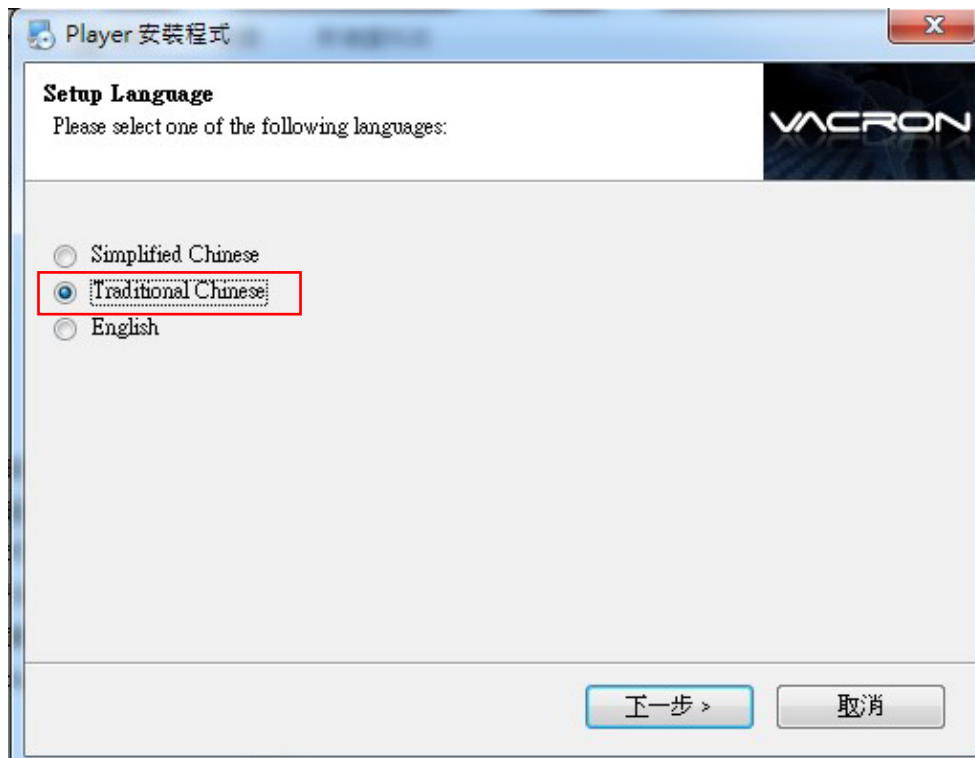 Player 安裝程式
Setup Language
Please select one of the following languages:
VACRON
Simplified Chinese
Traditional Chinese
English
下一步 >
取消